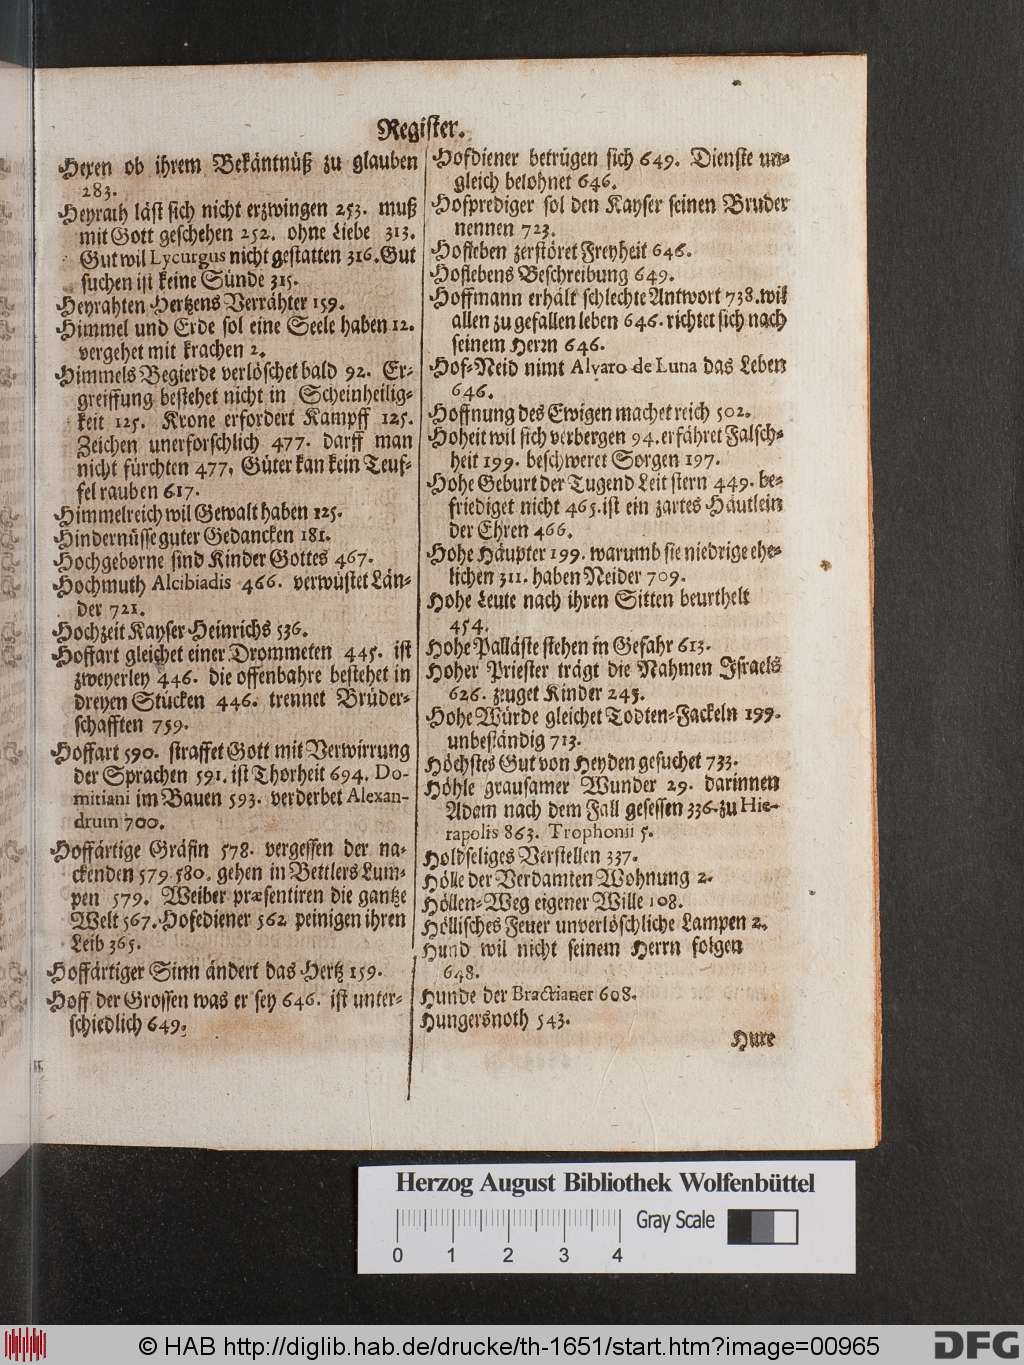 Register.
Hexen ob ihrem Bekäntnüß zu glauben
283.
Heyrath läst sich nicht erzwingen 253. muß
mit Gott geschehen 252. ohne Liebe 313.
Gut wil Lycurgus nicht gestatten 316. Gut
suchen ist keine Sünde 315.
Heyrahten Hertzens Verrähter 159.
Himmel und Erde sol eine Seele haben 12.
vergehet mit krachen 2.
Himmels Begierde verlöschet bald 92. Er-
greiffung bestehet nicht in Scheinheilig-
keit 125. Krone erfordert Kampff 125.
Zeichen unerforschlich 477. darff man
nicht fürchten 477. Güter kan kein Teuf-
fel rauben 617.
Himmelreich wil Gewalt haben 125.
Hindernüsse guter Gedancken 181.
Hochgeborne sind Kinder Gottes 467.
Hochmuth Alcibiadis 466. verwüstet Län-
der 721.
Hochzeit Kayser Heinrichs 536.
Hoffart gleichet einer Drommeten 445. ist
zweyerley 446. die offenbahre bestehet in
dreyen Stücken 446. trennet Brüder-
schafften 759.
Hoffart 590. straffet Gott mit Verwirrung
der Sprachen 591. ist Thorheit 694. Do-
mitiani im Bauen 593. verderbet Alexan-
drum 700.
Hoffärtige Gräfin 578. vergessen der na-
ckenden 579 580. gehen in Bettlers Lum-
pen 579. Weiber præsentiren die gantze
Welt 567. Hofediener 562 peinigen ihren
Leib 365.
Hoffärtiger Sinn ändert das Hertz 159.
Hoff der Grossen was er sey 646. ist unter-
schiedlich 649.
Hofdiener betrügen sich 649. Dienste un-
gleich belohnet 646.
Hofprediger sol den Kayser seinen Bruder
nennen 723.
Hofleben zerstöret Freyheit 646.
Hoflebens Beschreibung 649.
Hoffmann erhält schlechte Antwort 738. wil
allen zu gefallen leben 646. richtet sich nach
seinem Herrn 646.
Hof-Neid nimt Alvaro de Luna das Leben
646.
Hoffnung des Ewigen machet reich 502.
Hoheit wil sich verbergen 94. erfähret Falsch-
heit 199. beschweret Sorgen 197.
Hohe Geburt der Tugend Leit stern 449. be-
friediget nicht 465. ist ein zartes Häutlein
der Ehren 466.
Hohe Häupter 199. warumb sie niedrige ehe-
lichen 311. haben Neider 709.
Hohe Leute nach ihren Sitten beurthelt
454.
Hohe Palläste stehen in Gefahr 613.
Hoher Priester trägt die Nahmen Israels
626. zeuget Kinder 245.
Hohe Würde gleichet Todten-Fackeln 199.
unbeständig 713.
Höchstes Gut von Heyden gesuchet 733.
Höhle grausamer Wunder 29. darinnen
Adam nach dem Fall gesessen 336. zu Hie-
rapolis 863. Trophonii 5.
Holdseliges Verstellen 337.
Hölle der Verdamten Wohnung 2.
Höllen-Weg eigener Wille 108.
Höllisches Feuer unverlöschliche Lampen 2.
Hund wil nicht seinem Herrn folgen
648.
Hunde der Bractianer 608.
Hungersnoth 543.
Hure
Herzog August Bibliothek Wolfenbüttel
Gray Scale
0 1 2 3 4
© HAB http://diglib.hab.de/drucke/th-1651/start.htm?image=00965
DFG